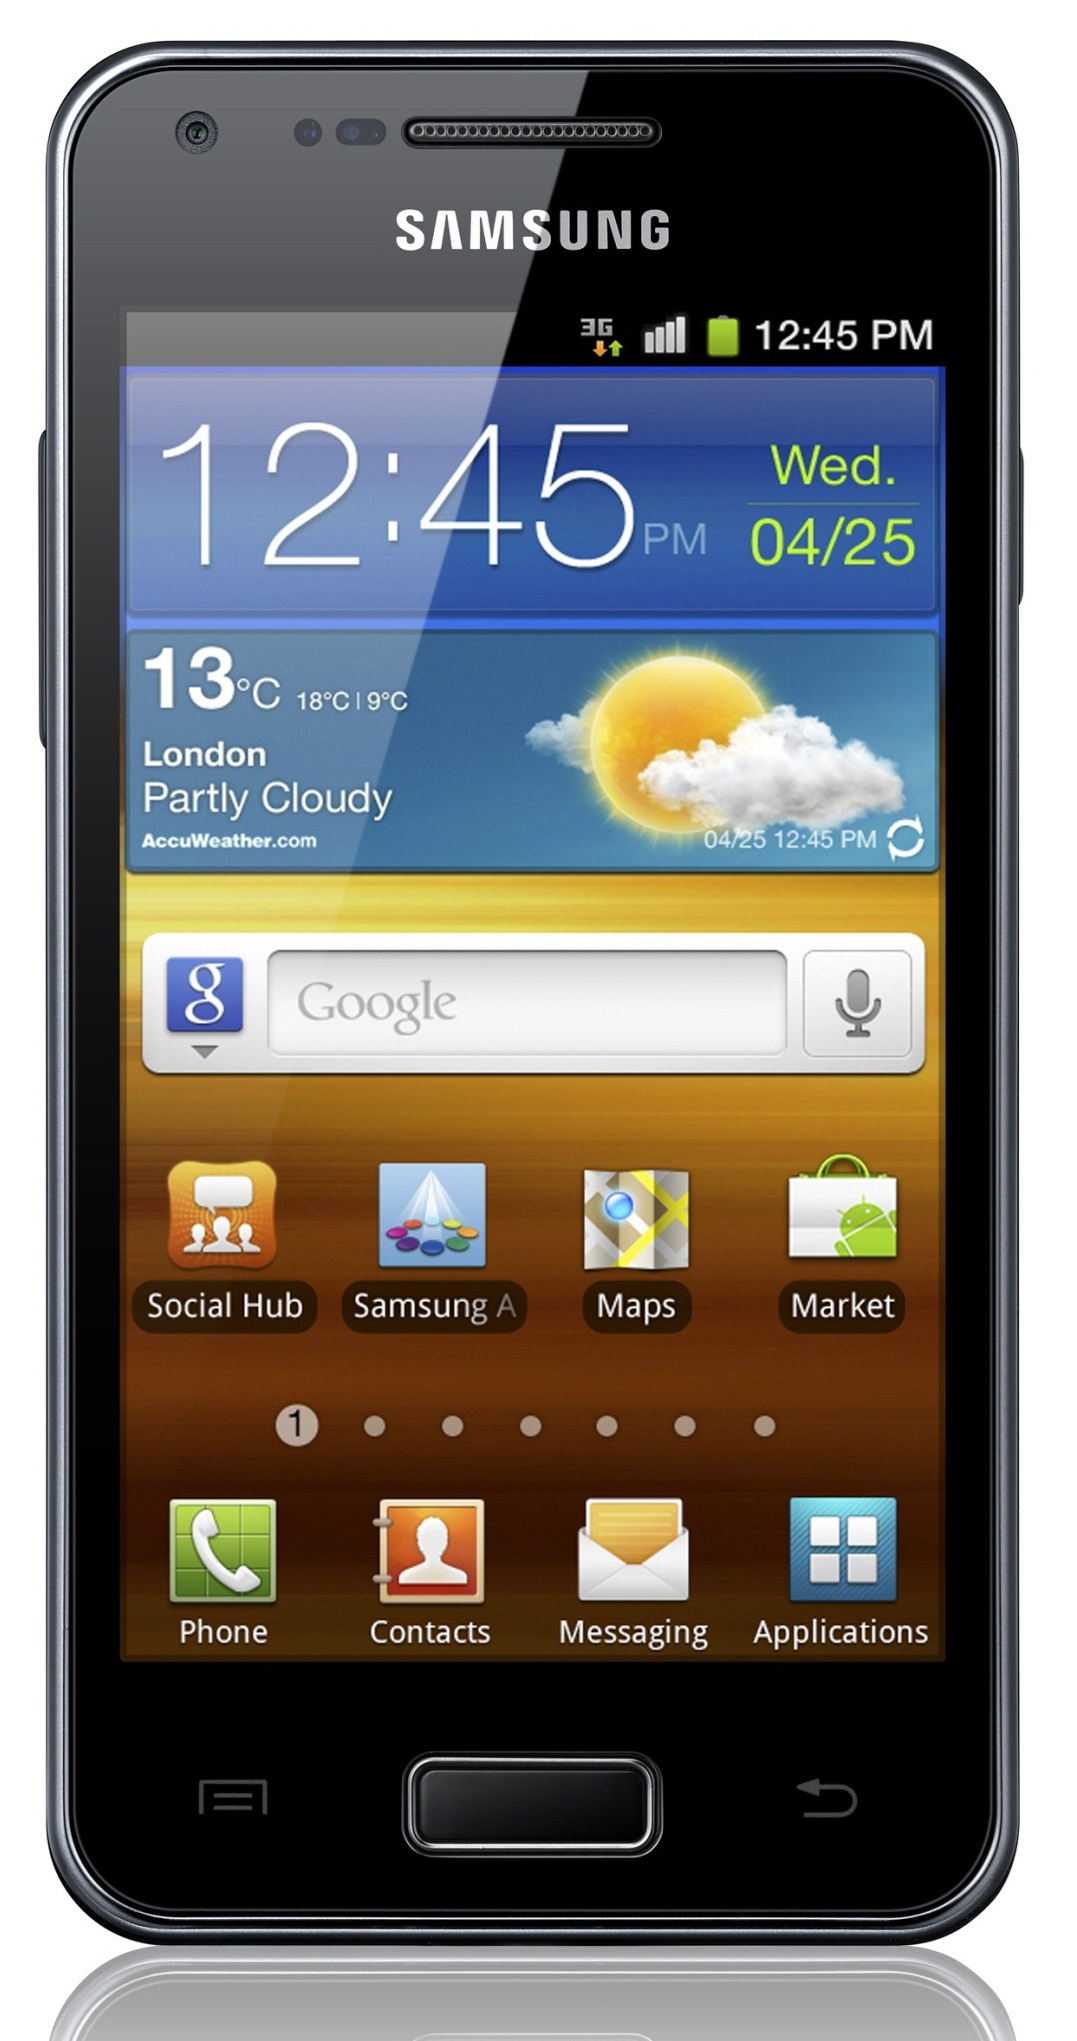 SAMSUNG
3G 12:45 PM
12:45 PM
Wed.
04/25
13°C 18°C | 9°C
London
Partly Cloudy
AccuWeather.com
04/25 12:45 PM
g Google
Social Hub Samsung A Maps Market
1
Phone Contacts Messaging Applications